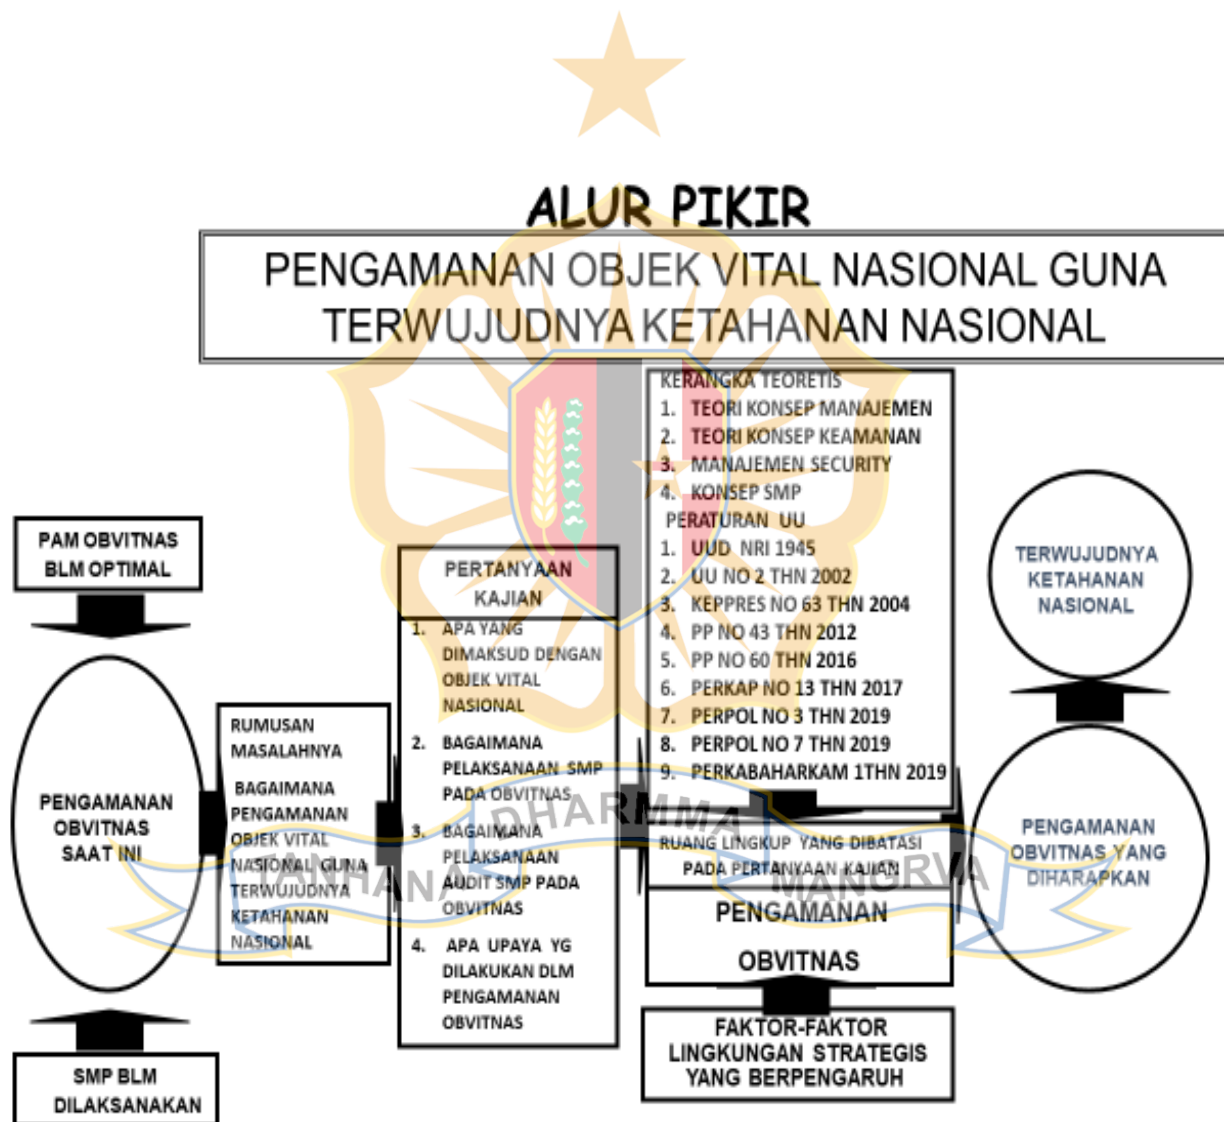 ALUR PIKIR
PENGAMANAN OBJEK VITAL NASIONAL GUNA
TERWUJUDNYA KETAHANAN NASIONAL
PAM OBVITNAS
BLM OPTIMAL
PENGAMANAN
OBVITNAS
SAAT INI
SMP BLM
DILAKSANAKAN
RUMUSAN
MASALAHNYA
BAGAIMANA
PENGAMANAN
OBJEK VITAL
NASIONAL GUNA
TERWUJUDNYA
KETAHANAN
NASIONAL
PERTANYAAN
KAJIAN
1. APA YANG
DIMAKSUD DENGAN
OBJEK VITAL
NASIONAL
2. BAGAIMANA
PELAKSANAAN SMP
PADA OBVITNAS
3. BAGAIMANA
PELAKSANAAN
AUDIT SMP PADA
OBVITNAS
4. APA UPAYA YG
DILAKUKAN DLM
PENGAMANAN
OBVITNAS
KERANGKA TEORETIS
1. TEORI KONSEP MANAJEMEN
2. TEORI KONSEP KEAMANAN
3. MANAJEMEN SECURITY
4. KONSEP SMP
PERATURAN UU
1. UUD NRI 1945
2. UU NO 2 THN 2002
3. KEPPRES NO 63 THN 2004
4. PP NO 43 THN 2012
5. PP NO 60 THN 2016
6. PERKAP NO 13 THN 2017
7. PERPOL NO 3 THN 2019
8. PERPOL NO 7 THN 2019
9. PERKABAHARKAM 1THN 2019
RUANG LINGKUP YANG DIBATASI
PADA PERTANYAAN KAJIAN
PENGAMANAN
OBVITNAS
FAKTOR-FAKTOR
LINGKUNGAN STRATEGIS
YANG BERPENGARUH
TERWUJUDNYA
KETAHANAN
NASIONAL
PENGAMANAN
OBVITNAS YANG
DIHARAPKAN
TANHANA DHARMMA MANGRVA